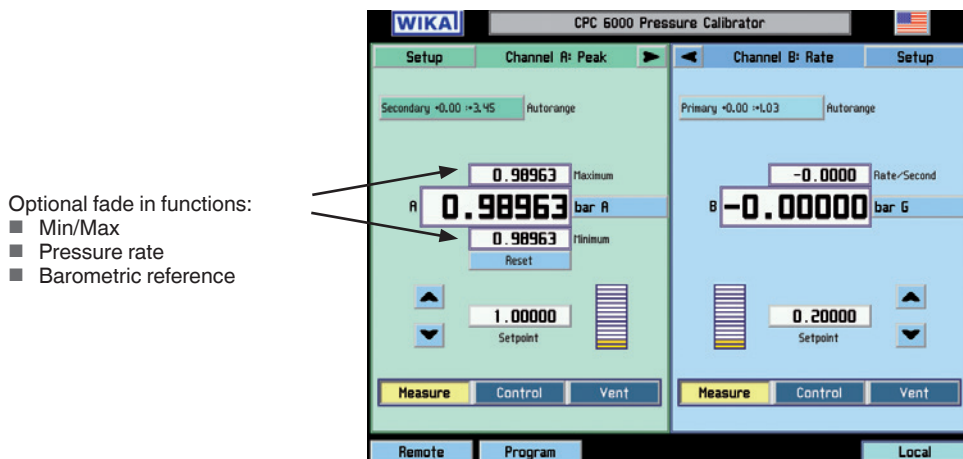 WIKAI
CPC 6000 Pressure Calibrator
Setup
Channel A: Peak
Channel B: Rate
Setup
Secondary +0.00 :+3.45
Autorange
Primary +0.00 :+1.03
Autorange
0.98963 Maximum
A 0.98963 bar A
0.98963 Minimum
Reset
-0.0000 Rate/Second
B -0.00000 bar G
Optional fade in functions:
■ Min/Max
■ Pressure rate
■ Barometric reference
1.00000
Setpoint
0.20000
Setpoint
Measure
Control
Vent
Measure
Control
Vent
Remote
Program
Local